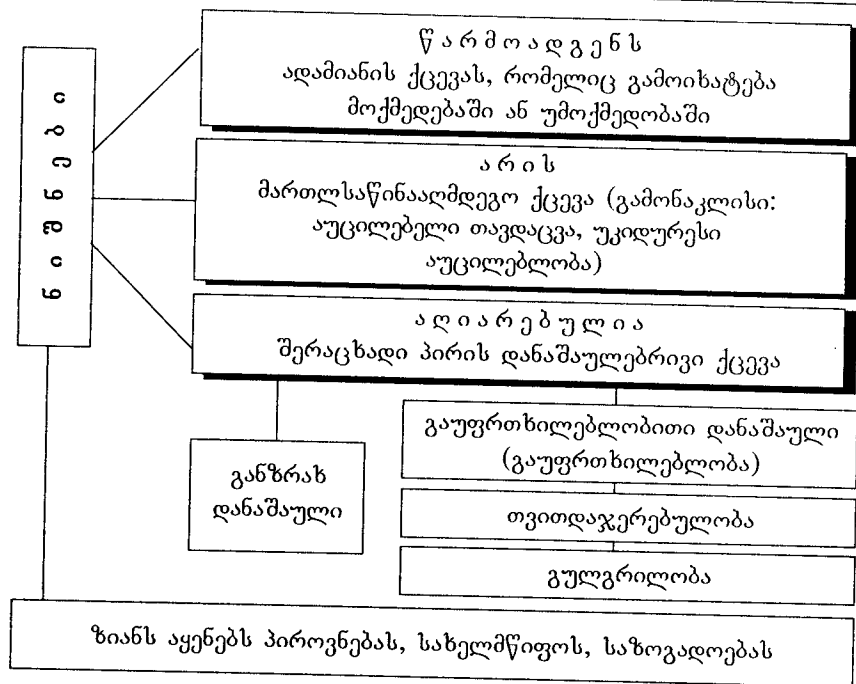 ნიშნები
წარმოადგენს
ადამიანის ქცევას, რომელიც გამოიხატება
მოქმედებაში ან უმოქმედობაში
არის
მართლსაწინააღმდეგო ქცევა (გამონაკლისი:
აუცილებელი თავდაცვა, უკიდურესი
აუცილებლობა)
აღიარებულია
შერაცხადი პირის დანაშაულებრივი ქცევა
განზრახ
დანაშაული
გაუფრთხილებლობითი დანაშაული
(გაუფრთხილებლობა)
თვითდაჯერებულობა
გულგრილობა
ზიანს აყენებს პიროვნებას, სახელმწიფოს, საზოგადოებას